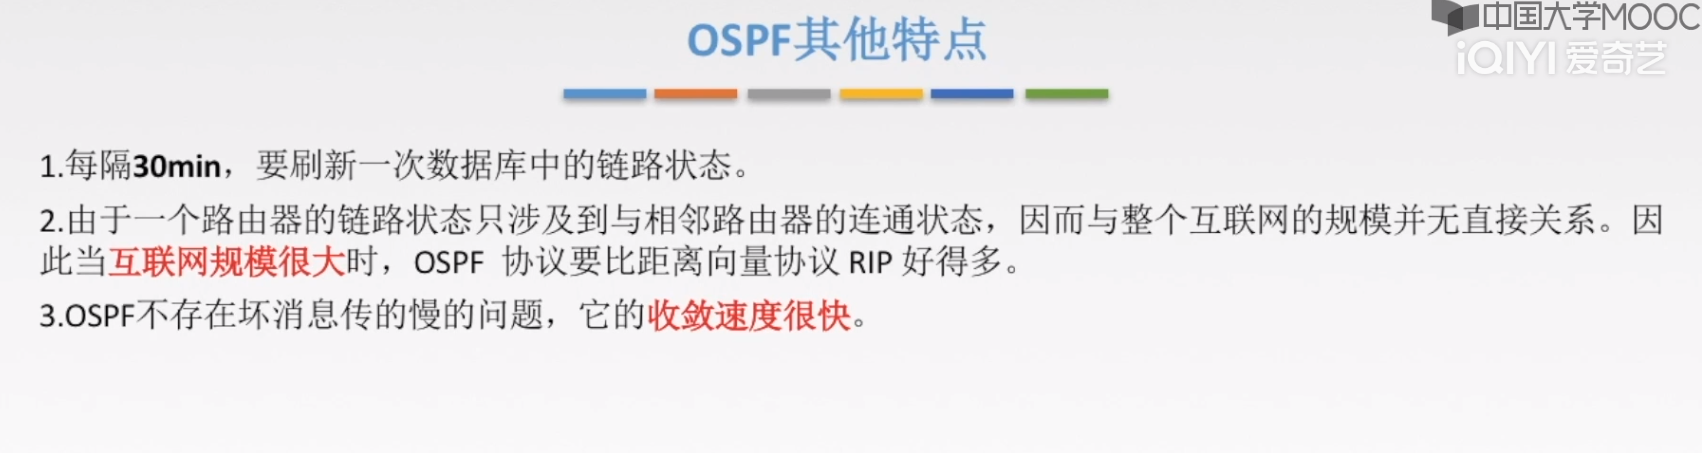 中国大学MOOC
iQIYI 爱奇艺
OSPF其他特点
1.每隔30min，要刷新一次数据库中的链路状态。
2.由于一个路由器的链路状态只涉及到与相邻路由器的连通状态，因而与整个互联网的规模并无直接关系。因
此当互联网规模很大时，OSPF 协议要比距离向量协议 RIP 好得多。
3.OSPF不存在坏消息传的慢的问题，它的收敛速度很快。